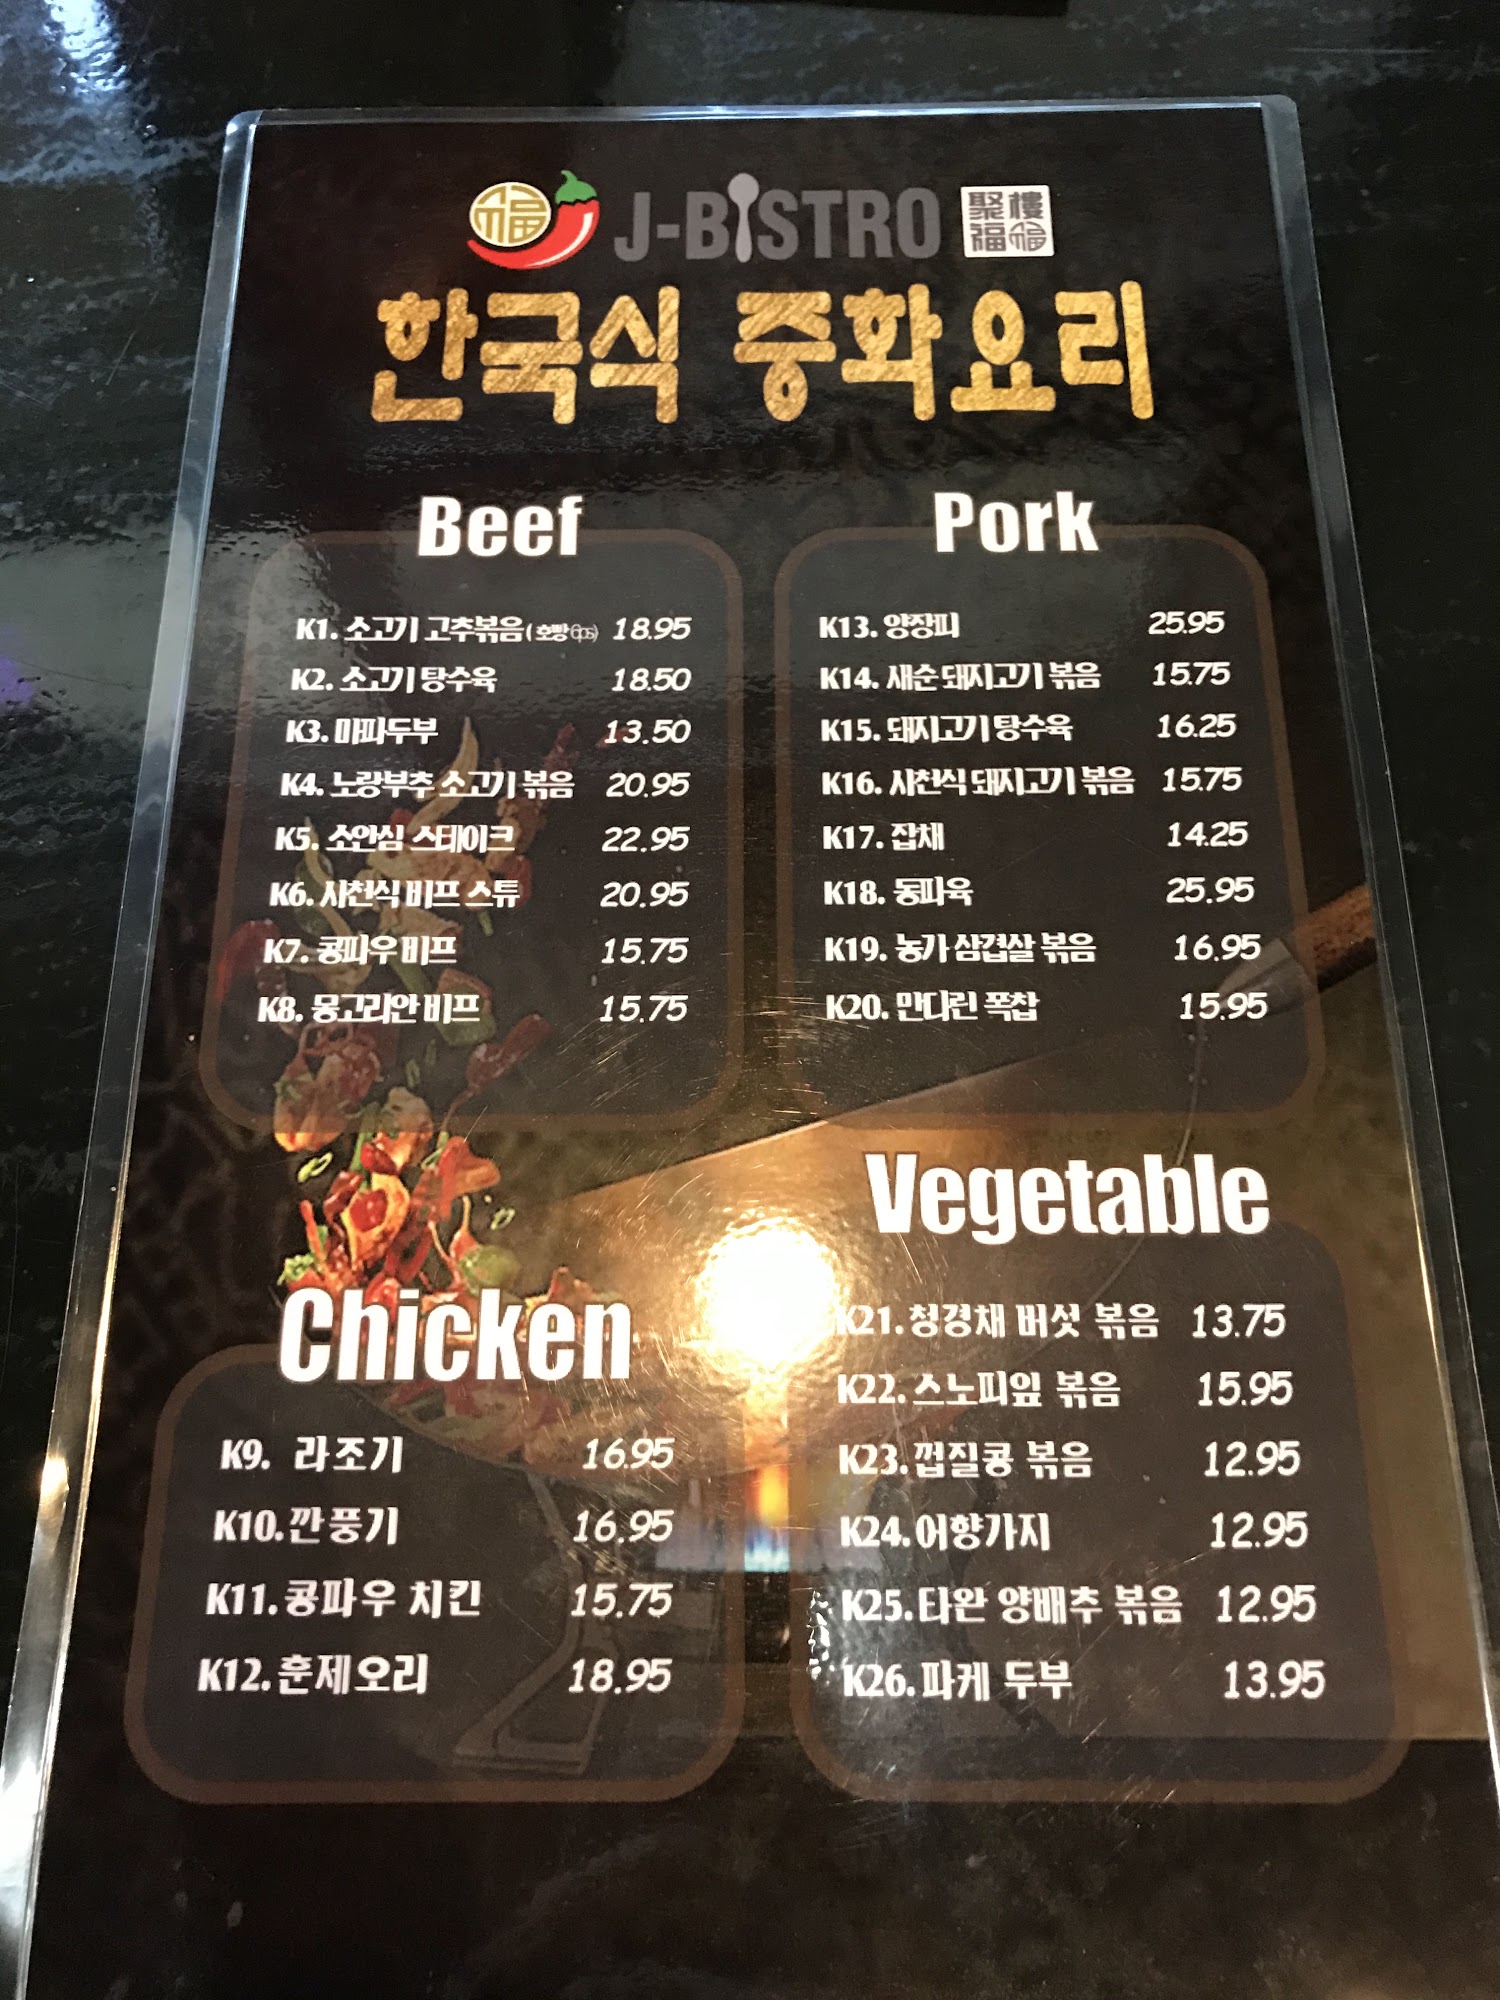 福
J-BISTRO
聚樓
福福
한국식 중화요리
Beef
K1. 소고기 고추볶음 (호빵 6ps) 18.95
K2. 소고기 탕수육 18.50
K3. 마파두부 13.50
K4. 노랑부추 소고기 볶음 20.95
K5. 소안심 스테이크 22.95
K6. 사천식 비프 스튜 20.95
K7. 콩파우 비프 15.75
K8. 몽고리안 비프 15.75
Pork
K13. 양장피 25.95
K14. 새순 돼지고기 볶음 15.75
K15. 돼지고기 탕수육 16.25
K16. 사천식 돼지고기 볶음 15.75
K17. 잡채 14.25
K18. 동파육 25.95
K19. 농가 삼겹살 볶음 16.95
K20. 만다린 폭찹 15.95
Chicken
K9. 라조기 16.95
K10. 깐풍기 16.95
K11. 콩파우 치킨 15.75
K12. 훈제오리 18.95
Vegetable
K21. 청경채 버섯 볶음 13.75
K22. 스노피잎 볶음 15.95
K23. 껍질콩 볶음 12.95
K24. 어향가지 12.95
K25. 타완 양배추 볶음 12.95
K26. 파케 두부 13.95